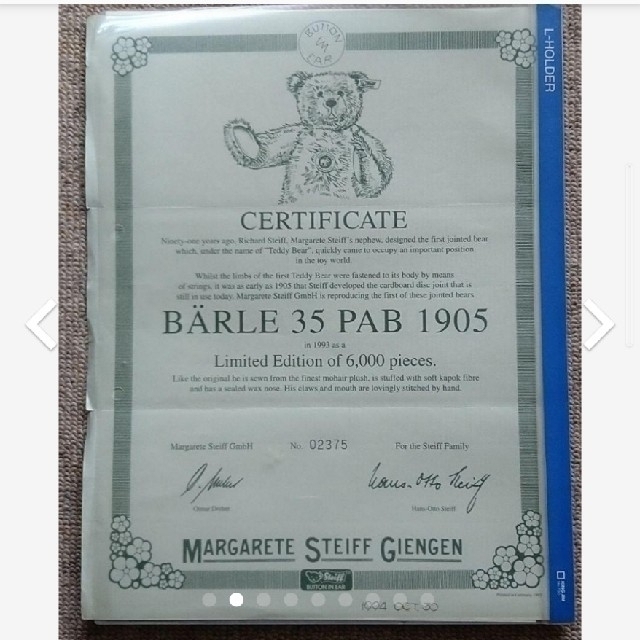 L-HOLDER
BUTTON
IN
EAR
CERTIFICATE
Ninety-one years ago, Richard Steiff, Margarete Steiff's nephew, designed the first jointed bear
which, under the name of "Teddy Bear", quickly came to occupy an important position
in the toy world.
Whilst the limbs of the first Teddy Bear were fastened to its body by means
of strings, it was as early as 1905 that Steiff developed the cardboard disc joint that is
still in use today. Margarete Steiff GmbH is reproducing the first of these jointed bears.
BÄRLE 35 PAB 1905
in 1993 as a
Limited Edition of 6,000 pieces.
Like the original he is sewn from the finest mohair plush, is stuffed with soft kapok fibre
and has a sealed wax nose. His claws and mouth are lovingly stitched by hand.
Margarete Steiff GmbH No. 02375 For the Steiff Family
Hans-Otto Steiff
Hans-Otto Steiff
MARGARETE STEIFF GIENGEN
Steiff
BUTTON IN EAR
1994 OCT 30